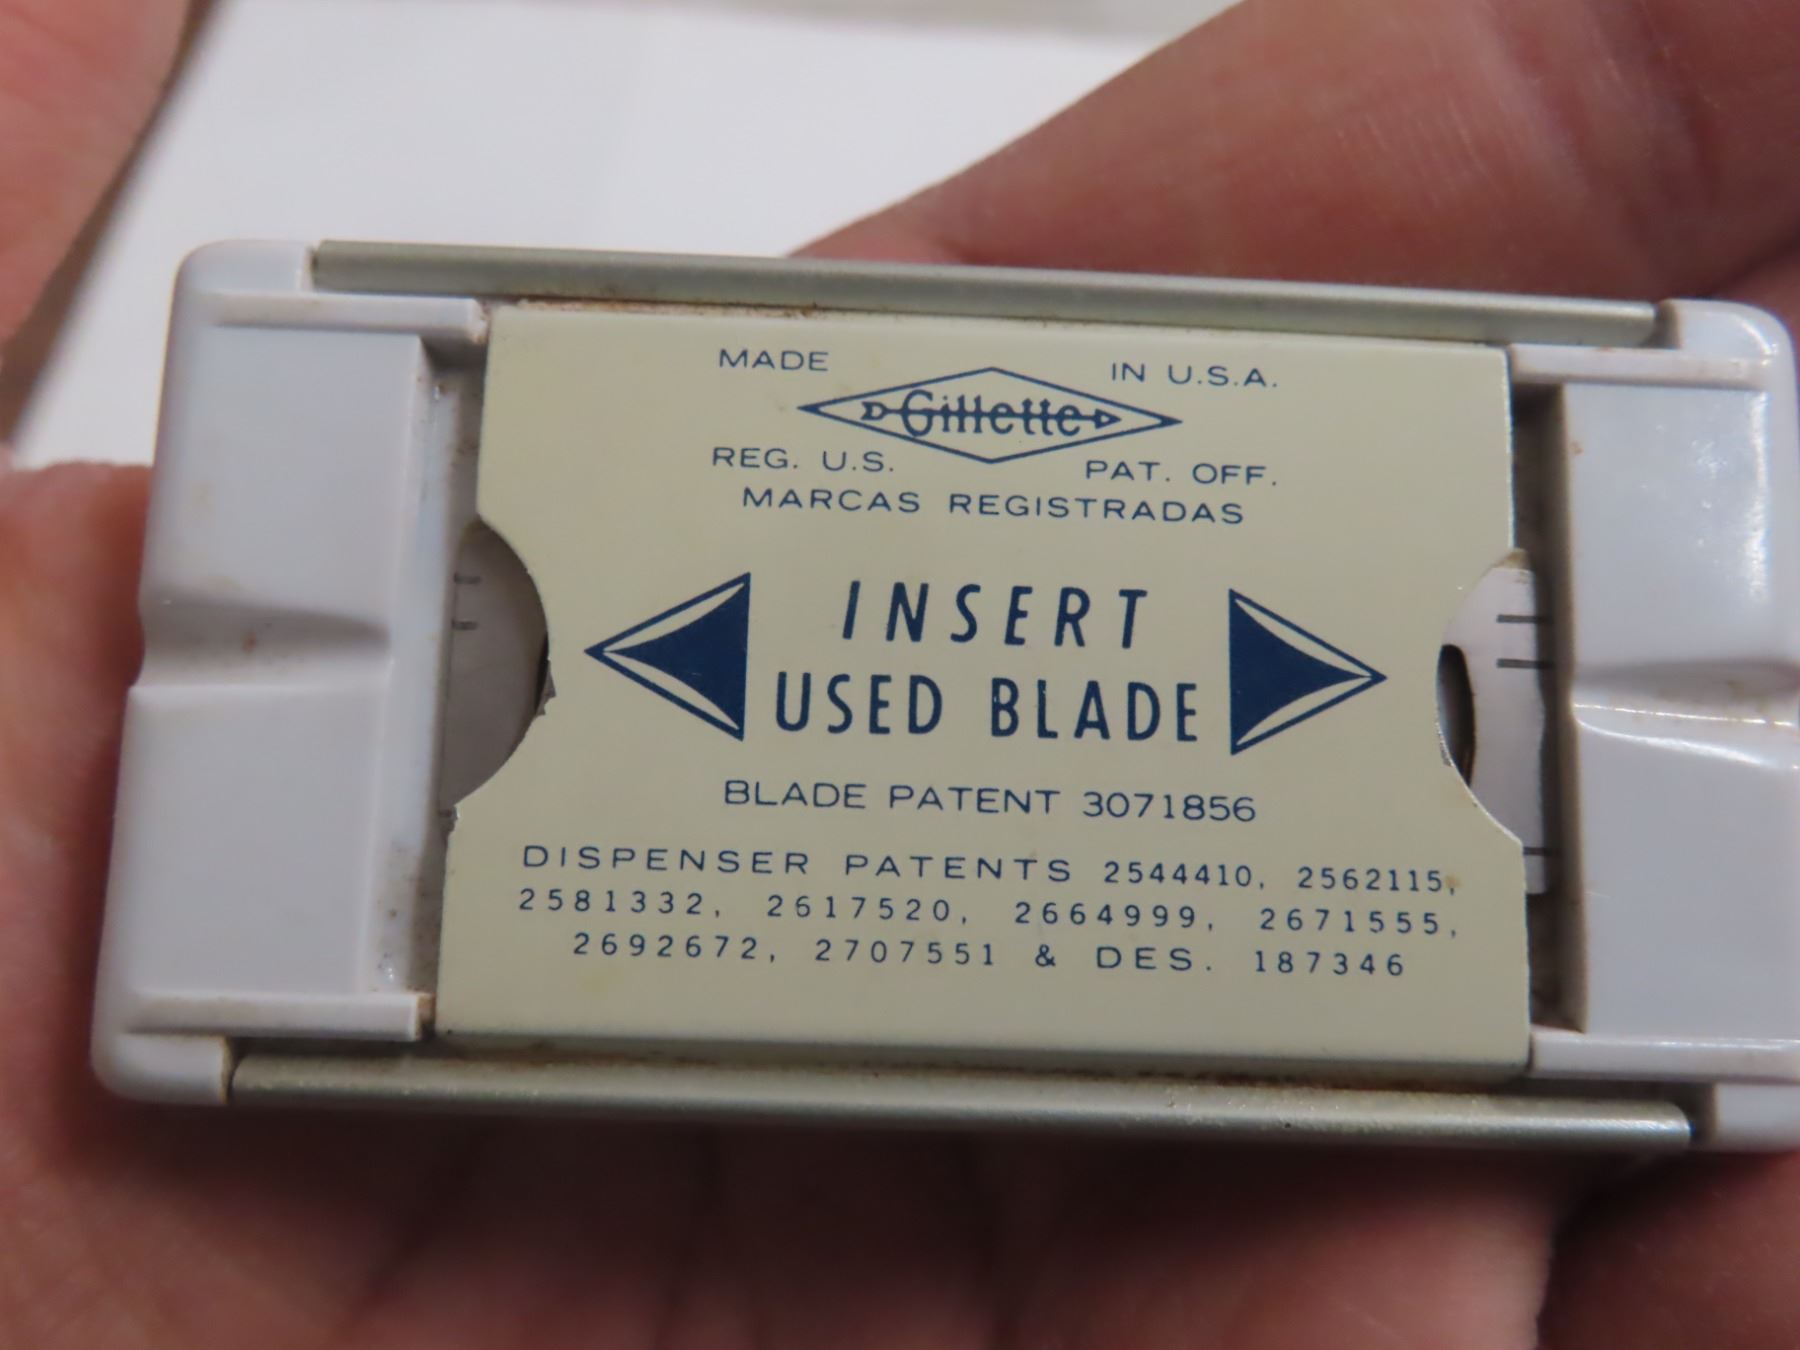 MADE IN U.S.A.
Gillette
REG. U.S. PAT. OFF.
MARCAS REGISTRADAS
INSERT
USED BLADE
BLADE PATENT 3071856
DISPENSER PATENTS 2544410, 2562115,
2581332, 2617520, 2664999, 2671555,
2692672, 2707551 & DES. 187346